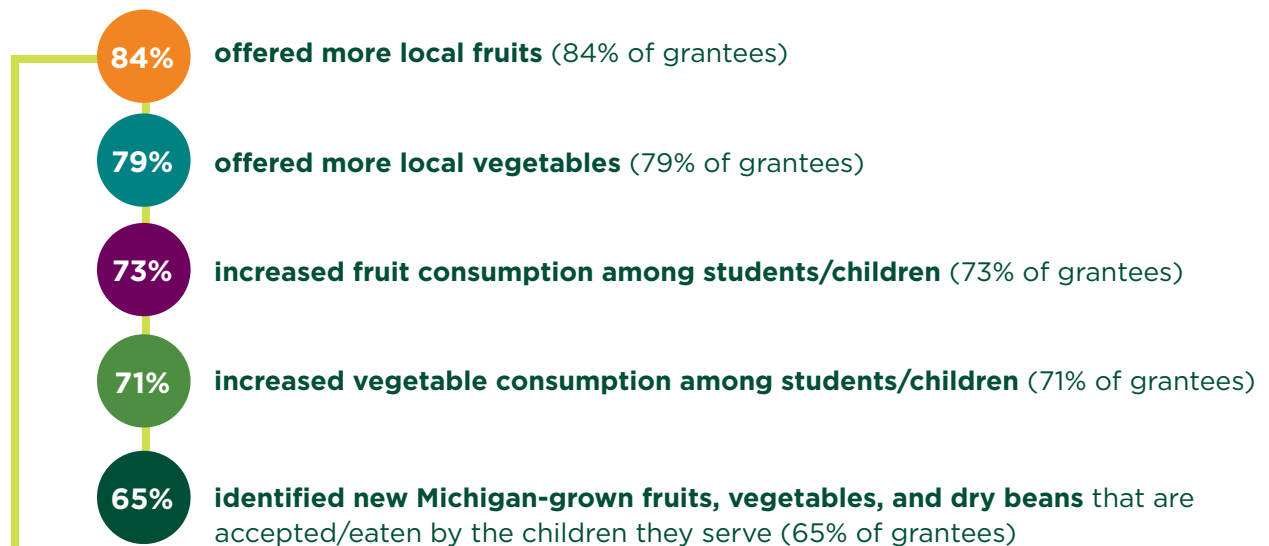 84% offered more local fruits (84% of grantees)
79% offered more local vegetables (79% of grantees)
73% increased fruit consumption among students/children (73% of grantees)
71% increased vegetable consumption among students/children (71% of grantees)
65% identified new Michigan-grown fruits, vegetables, and dry beans that are
accepted/eaten by the children they serve (65% of grantees)